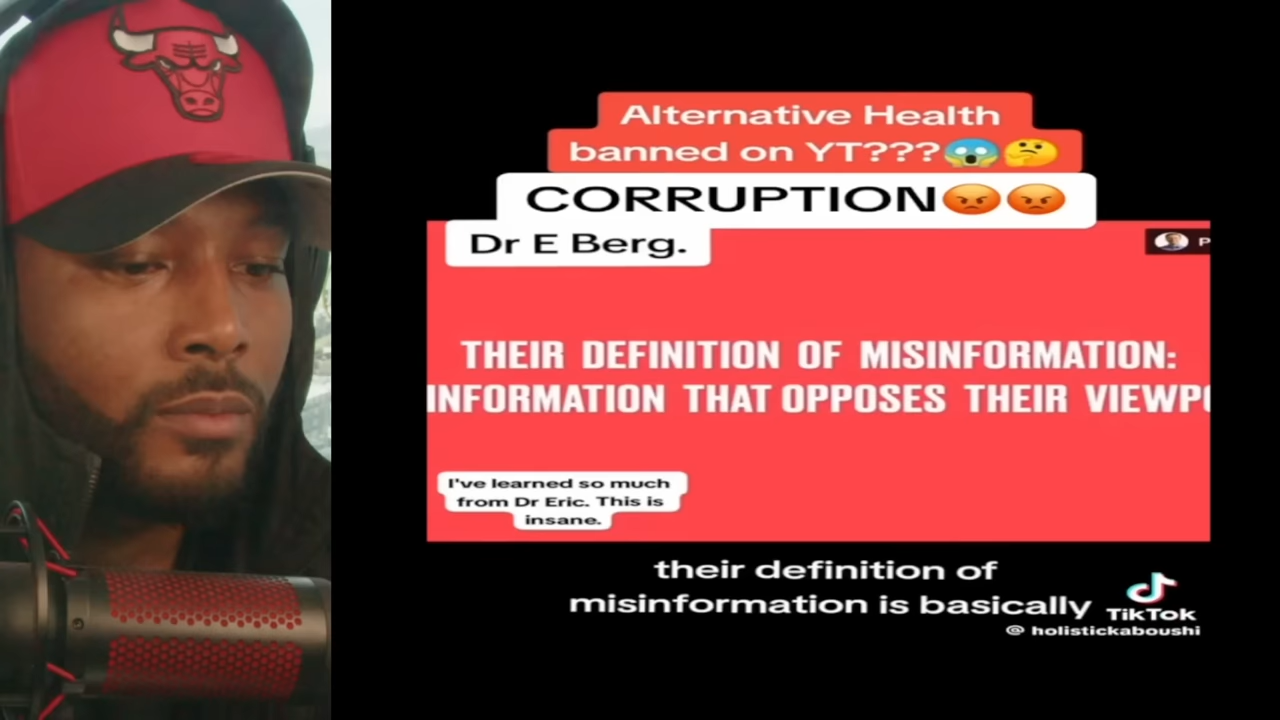 Alternative Health
banned on YT???😱🤔
CORRUPTION😡😡
Dr E Berg.
P
THEIR DEFINITION OF MISINFORMATION:
INFORMATION THAT OPPOSES THEIR VIEWP
I've learned so much
from Dr Eric. This is
insane.
their definition of
misinformation is basically
TikTok
@ holistickaboushi